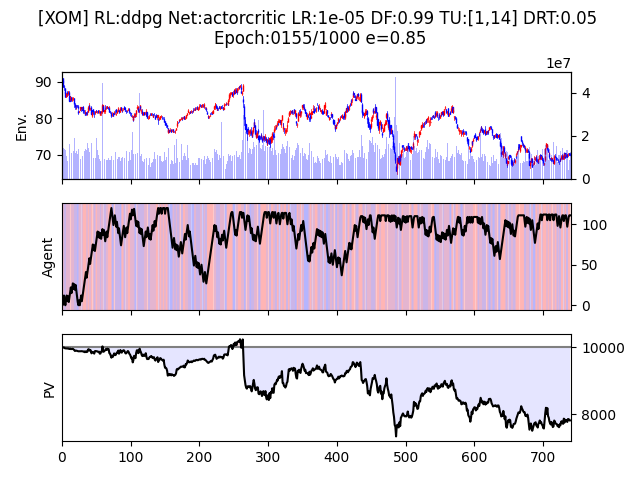 [XOM] RL:ddpg Net:actorcritic LR:1e-05 DF:0.99 TU:[1,14] DRT:0.05
Epoch:0155/1000 e=0.85
1e7
90
80
70
Env.
4
2
0
Agent
100
50
0
PV
10000
8000
0 100 200 300 400 500 600 700